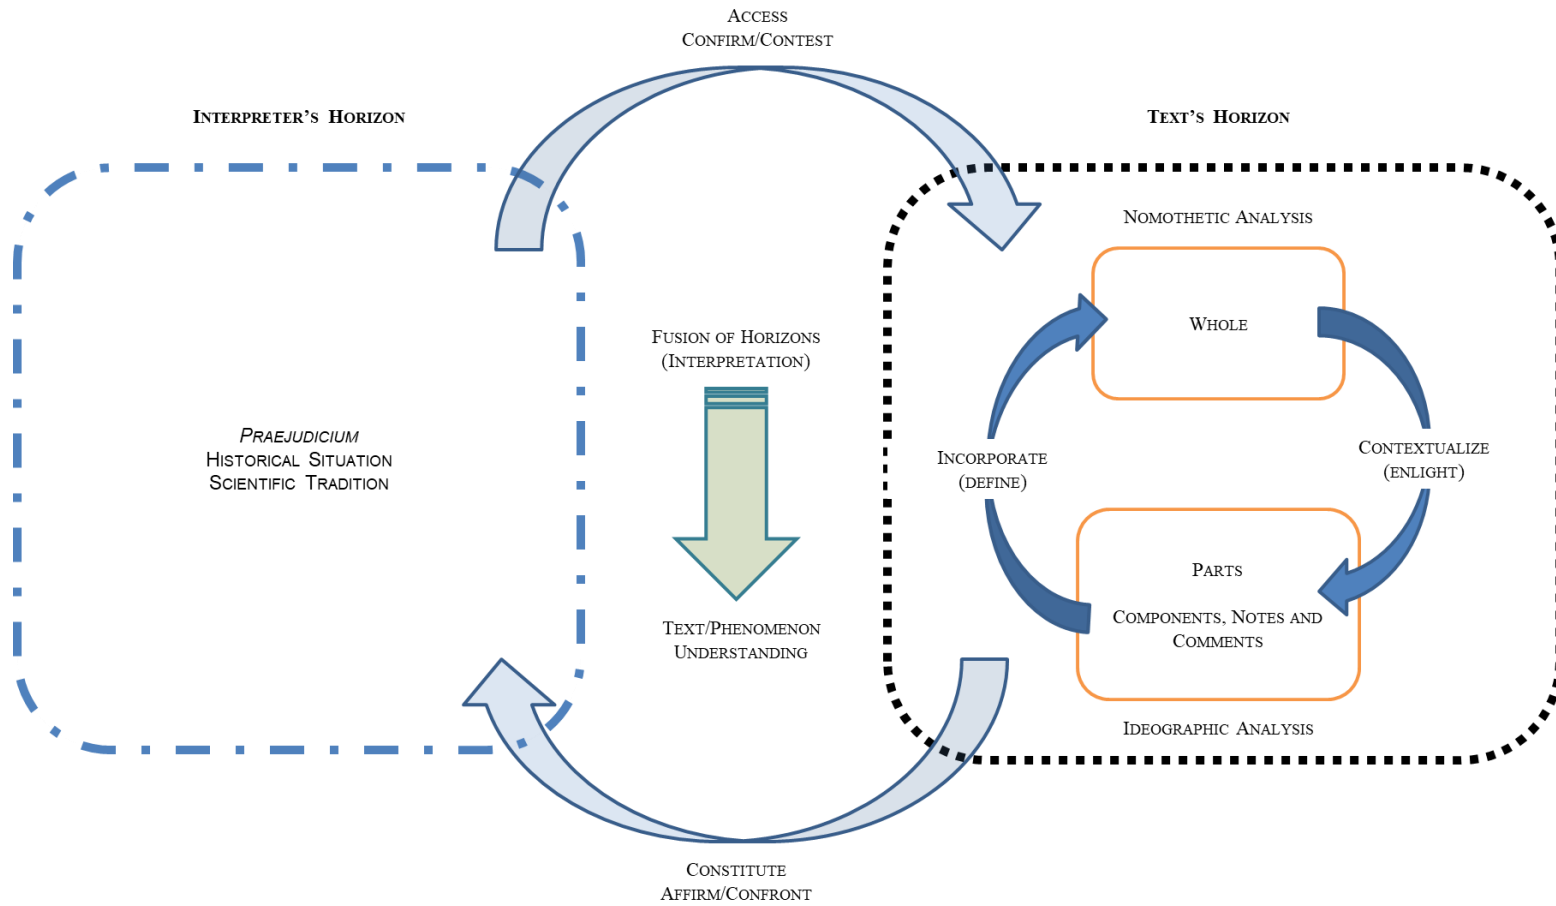 Access
Confirm/Contest
Interpreter's Horizon
Text's Horizon
Nomothetic Analysis
Whole
Fusion of Horizons
(Interpretation)
Praejudicium
Historical Situation
Scientific Tradition
Incorporate
(define)
Contextualize
(enlight)
Parts
Components, Notes and
Comments
Text/Phenomenon
Understanding
Ideographic Analysis
Constitute
Affirm/Confront